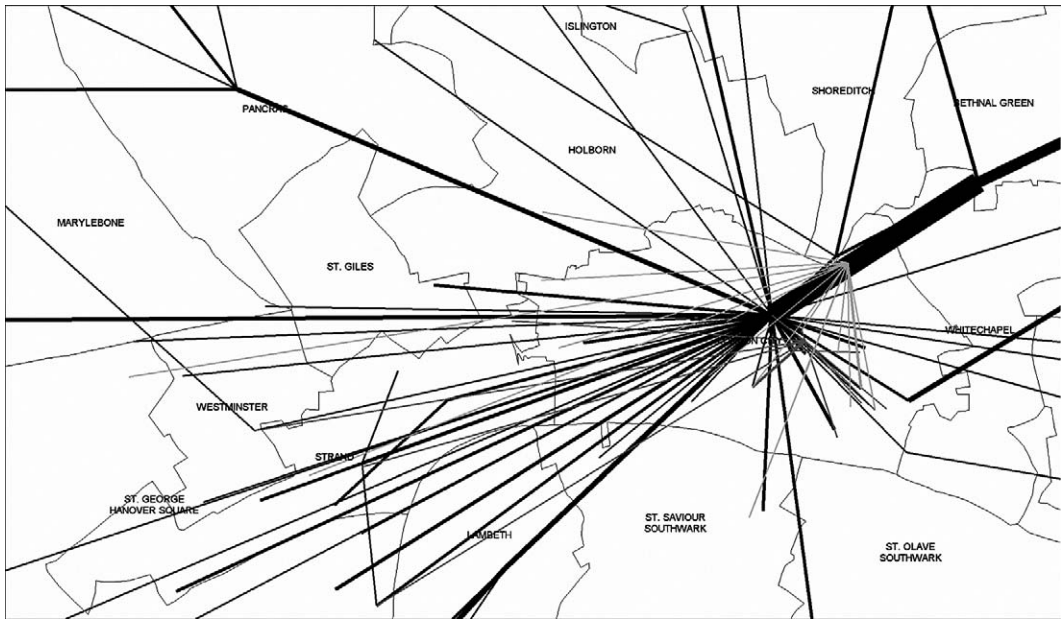 ISLINGTON
SHOREDITCH
BETHNAL GREEN
PANCRAS
HOLBORN
MARYLEBONE
ST. GILES
WHITECHAPEL
WESTMINSTER
STRAND
ST. GEORGE
HANOVER SQUARE
LAMBETH
ST. SAVIOUR
SOUTHWARK
ST. OLAVE
SOUTHWARK